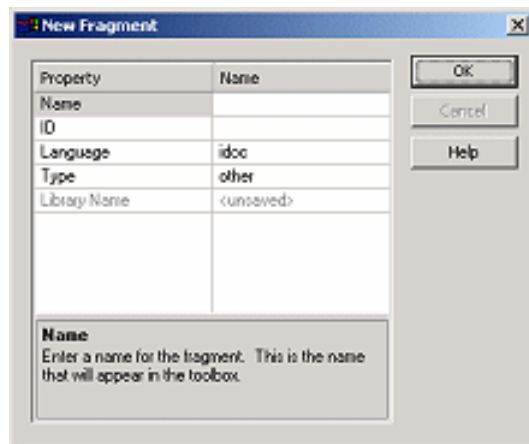 New Fragment
Property Name
Name
ID
Language idoc
Type other
Library Name <unsaved>
OK
Cancel
Help
Name
Enter a name for the fragment. This is the name
that will appear in the toolbox.